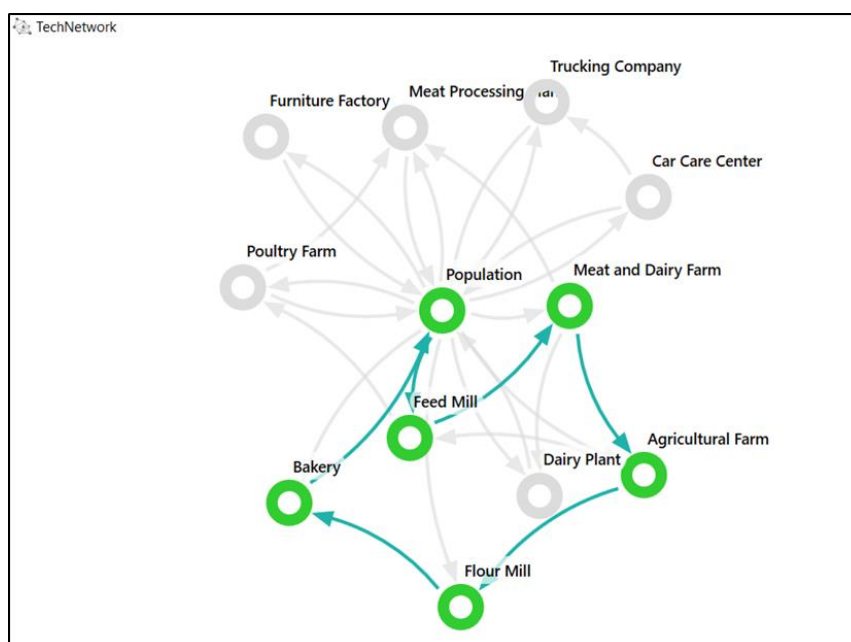 TechNetwork
Trucking Company
Furniture Factory
Meat Processing Plant
Car Care Center
Poultry Farm
Population
Meat and Dairy Farm
Feed Mill
Agricultural Farm
Bakery
Dairy Plant
Flour Mill